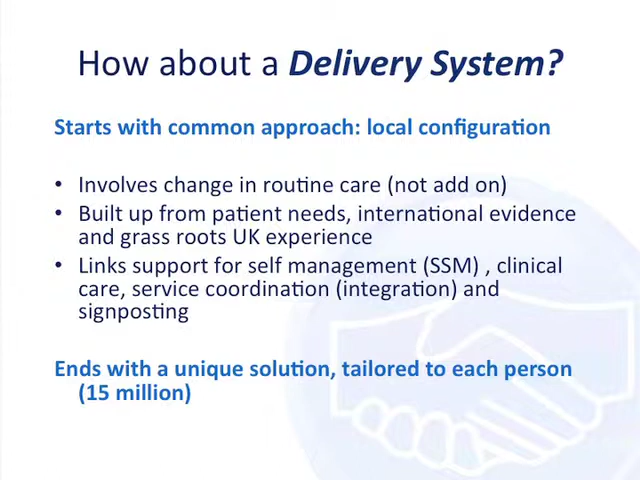 How about a Delivery System?
Starts with common approach: local configuration
• Involves change in routine care (not add on)
• Built up from patient needs, international evidence
and grass roots UK experience
• Links support for self management (SSM) , clinical
care, service coordination (integration) and
signposting
Ends with a unique solution, tailored to each person
(15 million)